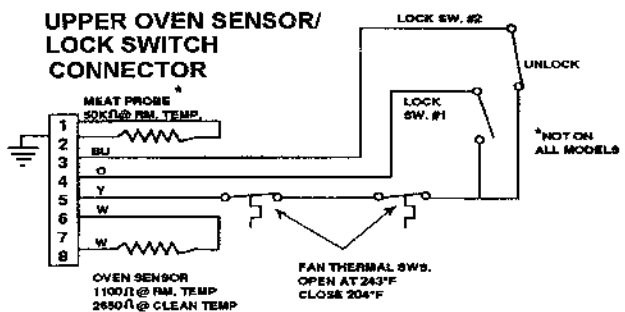 UPPER OVEN SENSOR/
LOCK SWITCH
CONNECTOR
LOCK SW. #2
UNLOCK
*
MEAT PROBE
50KΩ@ RM. TEMP.
LOCK
SW. #1
*NOT ON
ALL MODELS
1
2
3
4
5
6
7
8
BU
O
Y
W
W
OVEN SENSOR
1100Ω@ RM. TEMP
2650Ω@ CLEAN TEMP
FAN THERMAL SWS.
OPEN AT 243°F
CLOSE 204°F